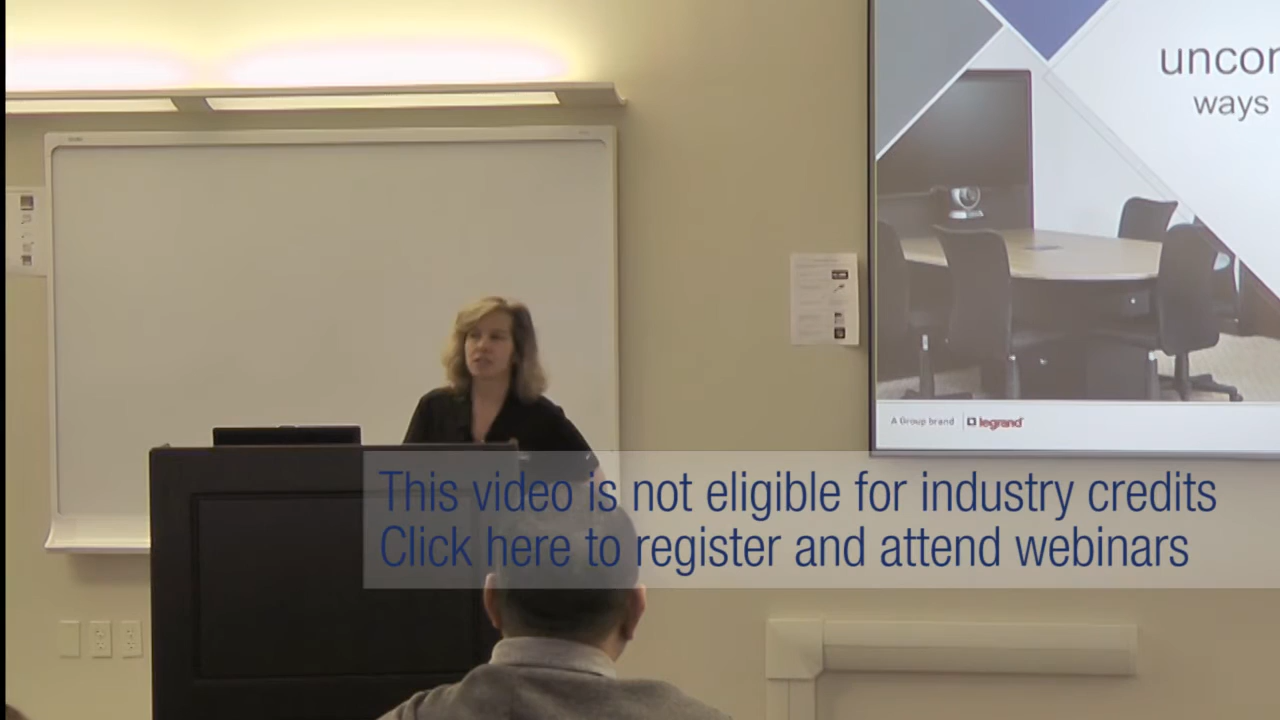 uncor
ways
A Group brand legrand
This video is not eligible for industry credits
Click here to register and attend webinars